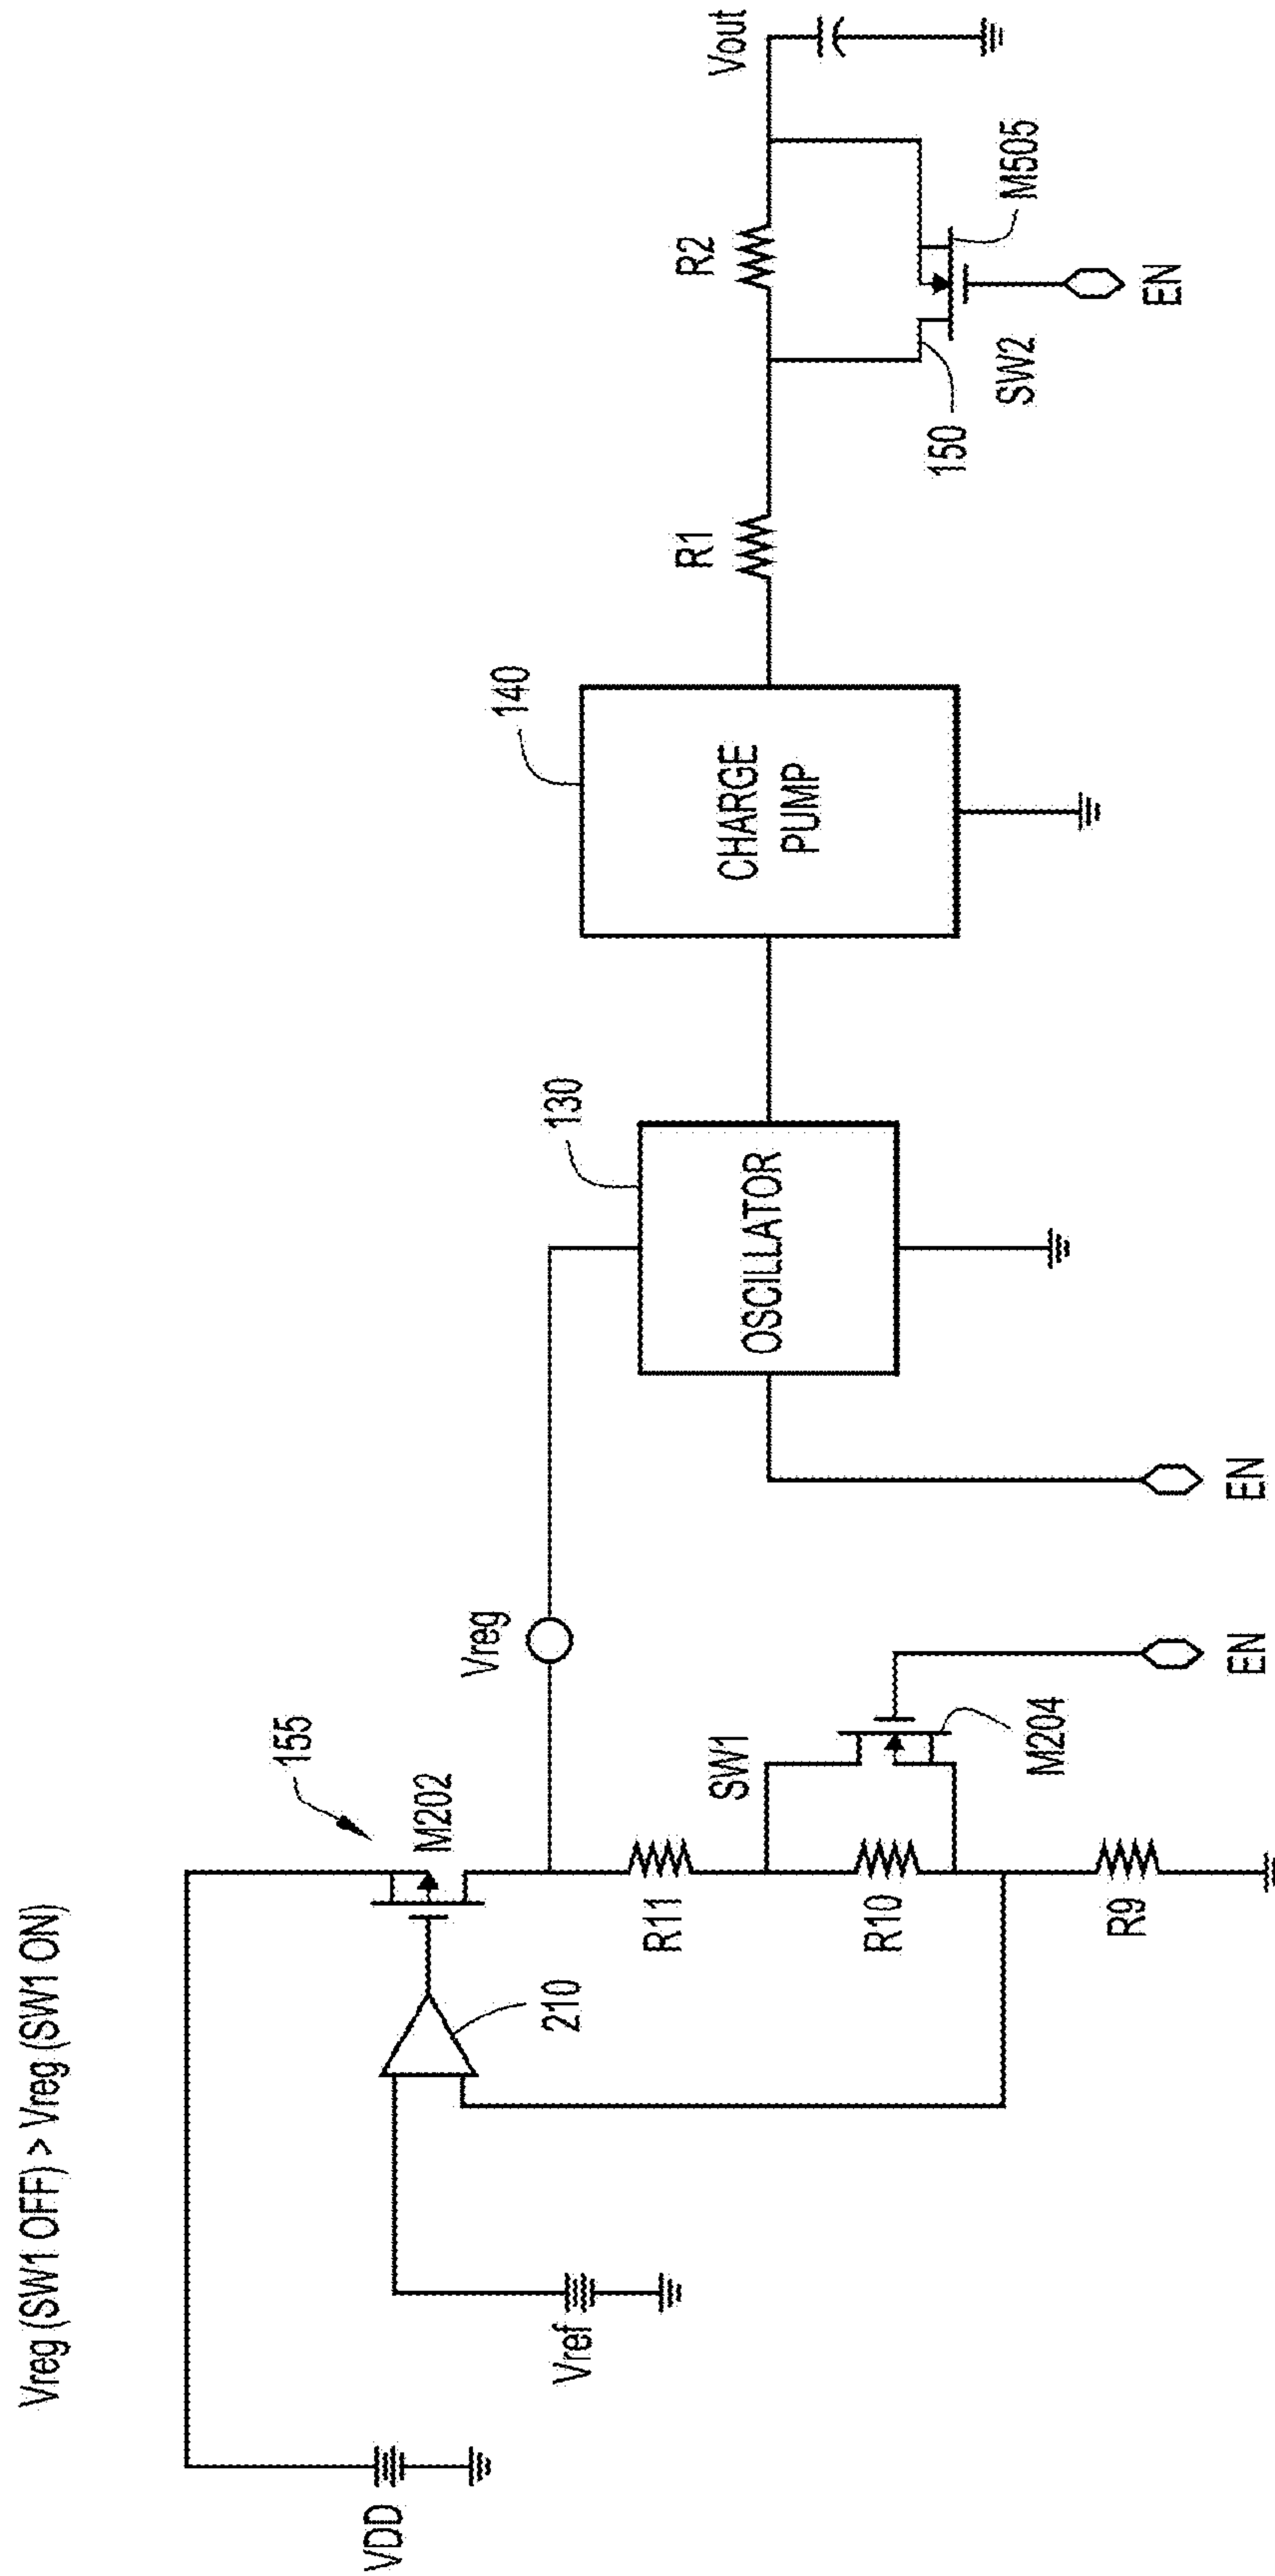 Vreg (SW1 OFF) > Vreg (SW1 ON)
VDD
Vref
210
155
M202
Vreg
R11
R10
R9
SW1
M204
EN
EN
130
OSCILLATOR
140
CHARGE
PUMP
R1
R2
150
SW2
M505
EN
Vout